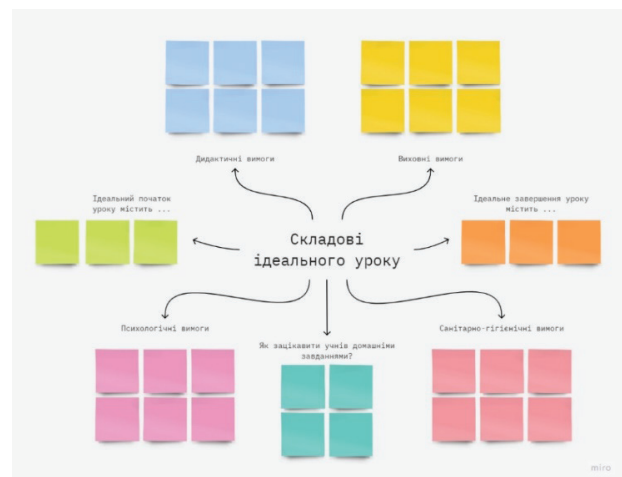 Дидактичні вимоги
Виховні вимоги
Ідеальний початок
уроку містить ...
Ідеальне завершення уроку
містить ...
Складові
ідеального уроку
Психологічні вимоги
Як зацікавити учнів домашніми
завданнями?
Санітарно-гігієнічні вимоги
miro